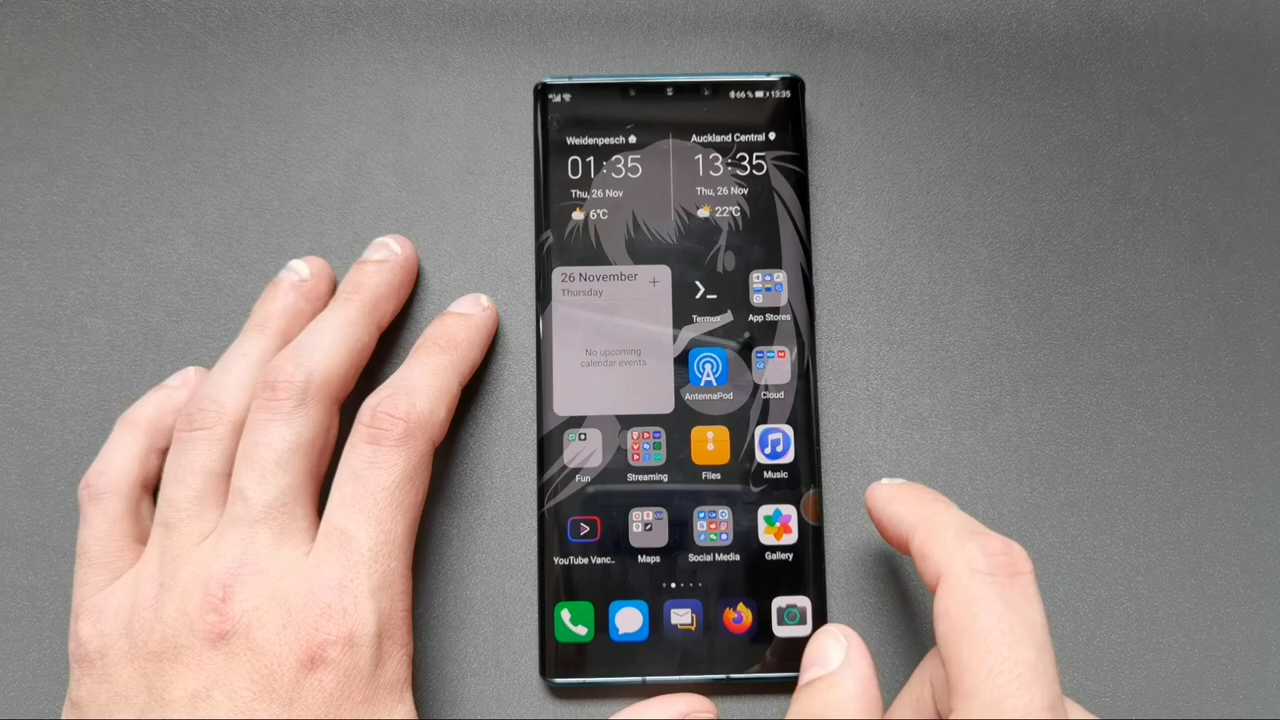 66 % 13:35
Weidenpesch
01:35
Thu, 26 Nov
6°C
Auckland Central
13:35
Thu, 26 Nov
22°C
26 November
Thursday
No upcoming
calendar events
Termux
App Stores
AntennaPod
Cloud
Fun
Streaming
Files
Music
YouTube Vanc..
Maps
Social Media
Gallery